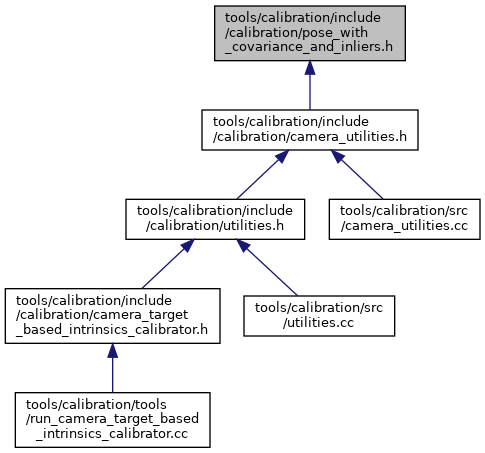 tools/calibration/include
/calibration/pose_with
_covariance_and_inliers.h
tools/calibration/include
/calibration/camera_utilities.h
tools/calibration/include
/calibration/utilities.h
tools/calibration/src
/camera_utilities.cc
tools/calibration/include
/calibration/camera_target
_based_intrinsics_calibrator.h
tools/calibration/src
/utilities.cc
tools/calibration/tools
/run_camera_target_based
_intrinsics_calibrator.cc